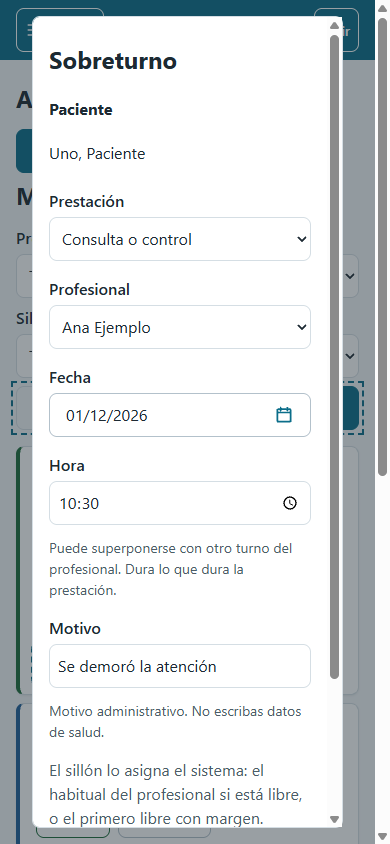 Sobreturno
Paciente
Uno, Paciente
Prestación
Consulta o control
Profesional
Ana Ejemplo
Fecha
01/12/2026
Hora
10:30
Puede superponerse con otro turno del
profesional. Dura lo que dura la
prestación.
Motivo
Se demoró la atención
Motivo administrativo. No escribas datos
de salud.
El sillón lo asigna el sistema: el
habitual del profesional si está libre,
o el primero libre con margen.